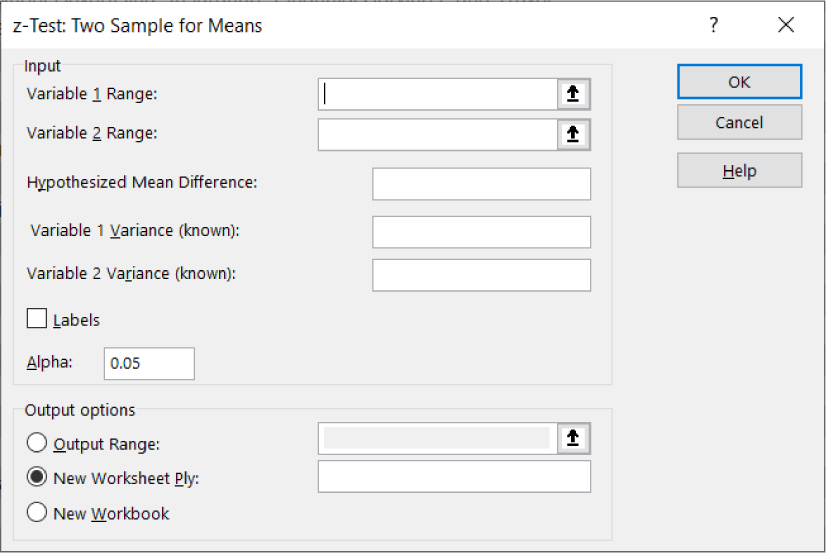 z-Test: Two Sample for Means
?
Input
Variable 1 Range:
Variable 2 Range:
Hypothesized Mean Difference:
Variable 1 Variance (known):
Variable 2 Variance (known):
Labels
Alpha: 0.05
OK
Cancel
Help
Output options
Output Range:
New Worksheet Ply:
New Workbook